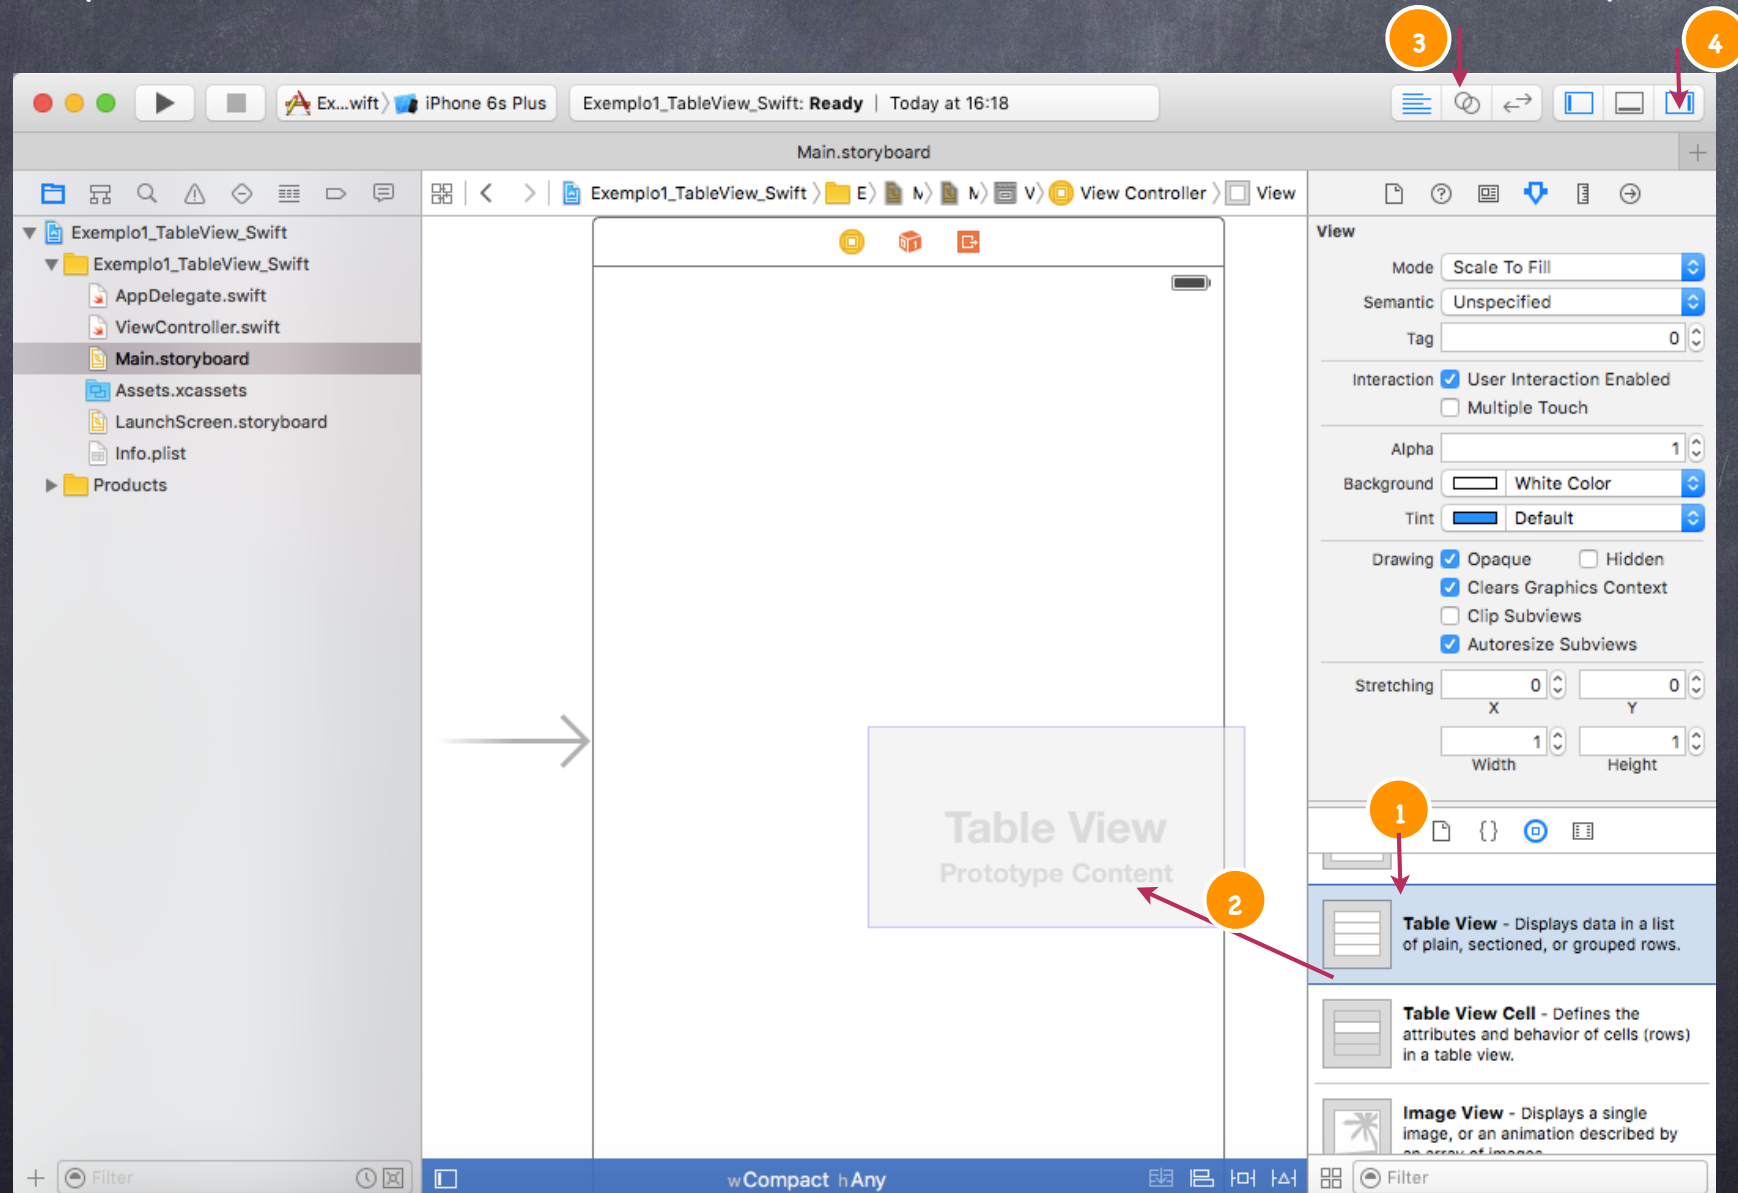 3
4
Ex...wift〉 iPhone 6s Plus
Exemplo1_TableView_Swift: Ready | Today at 16:18
Main.storyboard
Exemplo1_TableView_Swift 〉 E〉 M〉 M〉 V〉 View Controller 〉 View
Exemplo1_TableView_Swift
Exemplo1_TableView_Swift
AppDelegate.swift
ViewController.swift
Main.storyboard
Assets.xcassets
LaunchScreen.storyboard
Info.plist
Products
Filter
Table View
Prototype Content
2
wCompact hAny
View
Mode Scale To Fill
Semantic Unspecified
Tag 0
Interaction User Interaction Enabled
Multiple Touch
Alpha 1
Background White Color
Tint Default
Drawing Opaque Hidden
Clears Graphics Context
Clip Subviews
Autoresize Subviews
Stretching 0 0
X Y
1 1
Width Height
1
{}
Table View - Displays data in a list
of plain, sectioned, or grouped rows.
Table View Cell - Defines the
attributes and behavior of cells (rows)
in a table view.
Image View - Displays a single
image, or an animation described by
an array of images.
Filter